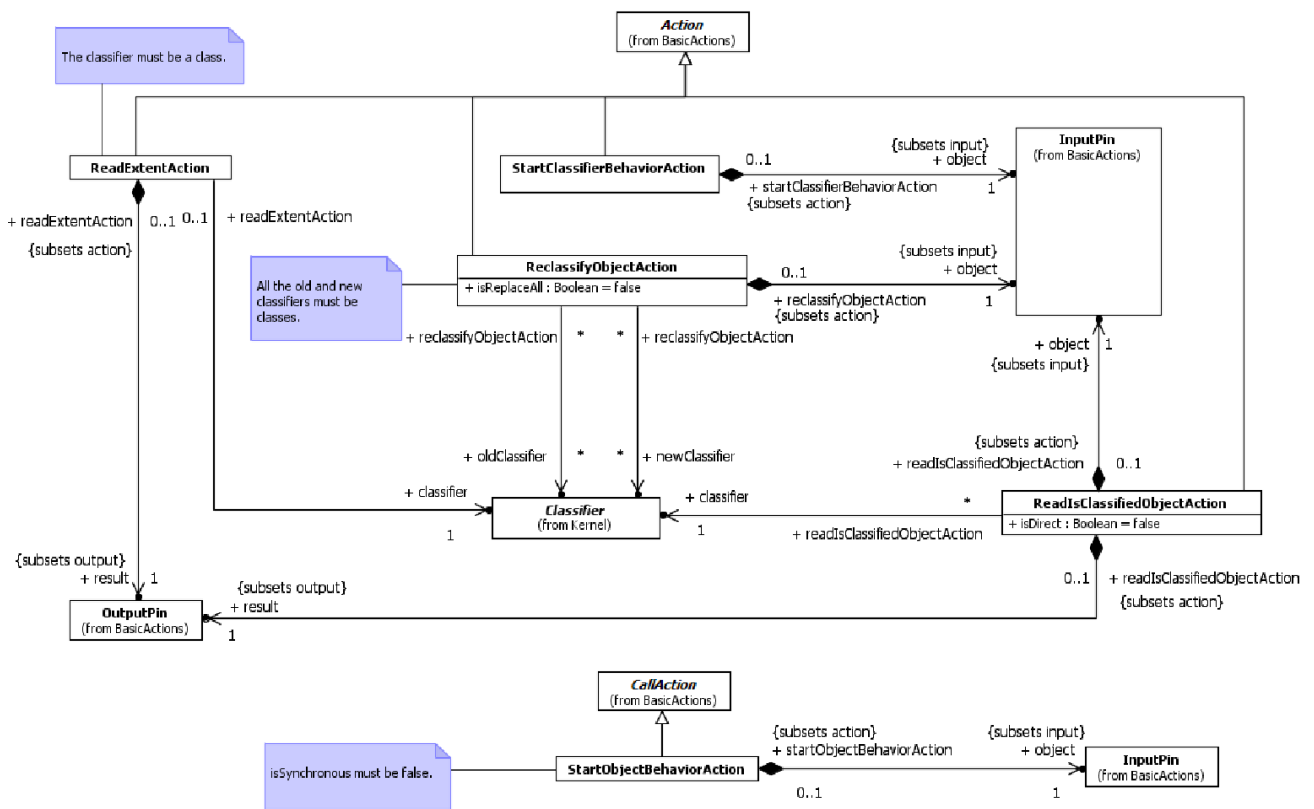 Action
(from BasicActions)
The classifier must be a class.
ReadExtentAction
StartClassifierBehaviorAction
InputPin
(from BasicActions)
0..1
{subsets input}
+ object
+ startClassifierBehaviorAction
{subsets action}
1
+ readExtentAction
{subsets action}
0..1
0..1
+ readExtentAction
All the old and new
classifiers must be
classes.
ReclassifyObjectAction
+ isReplaceAll : Boolean = false
0..1
{subsets input}
+ object
+ reclassifyObjectAction
{subsets action}
1
+ reclassifyObjectAction
*
*
+ reclassifyObjectAction
+ object
1
{subsets input}
+ oldClassifier
*
*
+ newClassifier
{subsets action}
+ readIsClassifiedObjectAction
0..1
+ classifier
1
Classifier
(from Kernel)
+ classifier
1
*
+ readIsClassifiedObjectAction
ReadIsClassifiedObjectAction
+ isDirect : Boolean = false
{subsets output}
+ result
1
OutputPin
(from BasicActions)
{subsets output}
+ result
1
0..1
+ readIsClassifiedObjectAction
{subsets action}
CallAction
(from BasicActions)
isSynchronous must be false.
StartObjectBehaviorAction
{subsets action}
+ startObjectBehaviorAction
0..1
{subsets input}
+ object
1
InputPin
(from BasicActions)